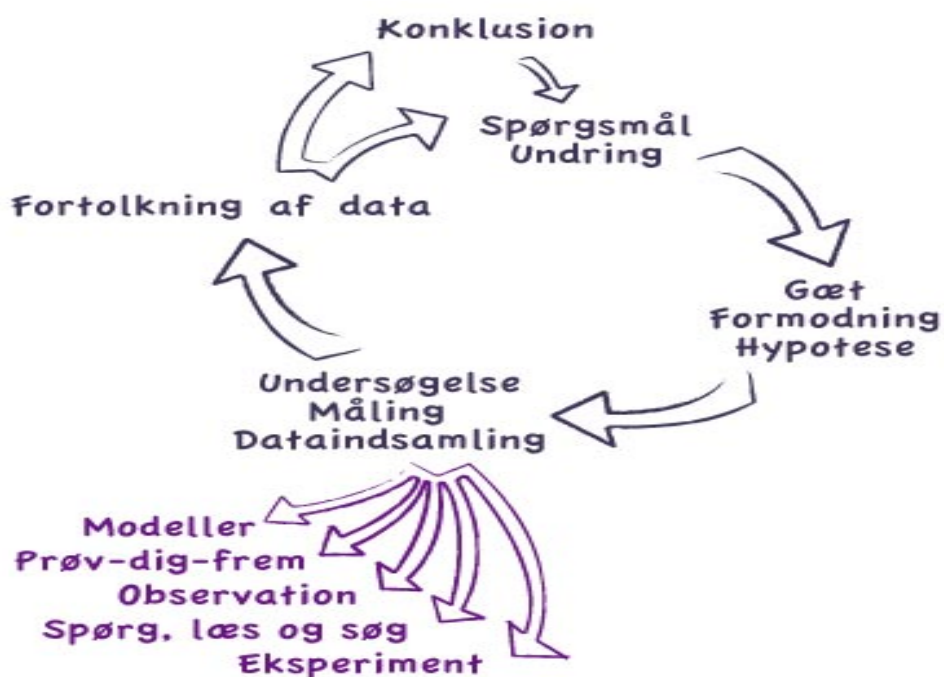 Konklusion
Spørgsmål
Undring
Fortolkning af data
Gæt
Formodning
Hypotese
Undersøgelse
Måling
Dataindsamling
Modeller
Prøv-dig-frem
Observation
Spørg, læs og søg
Eksperiment